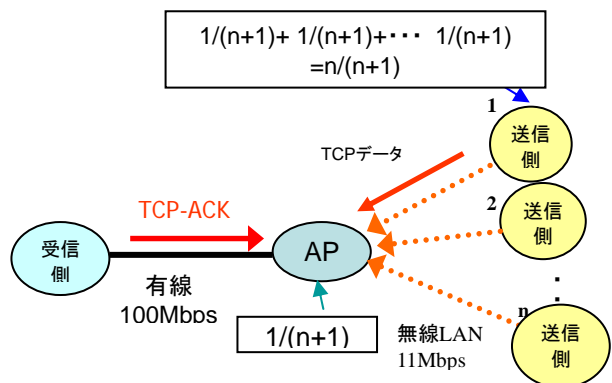 1/(n+1)+ 1/(n+1)+・・・ 1/(n+1)
=n/(n+1)
1
送信
側
TCPデータ
2
送信
側
TCP-ACK
受信
側
AP
有線
100Mbps
:
n
送信
側
1/(n+1)
無線LAN
11Mbps